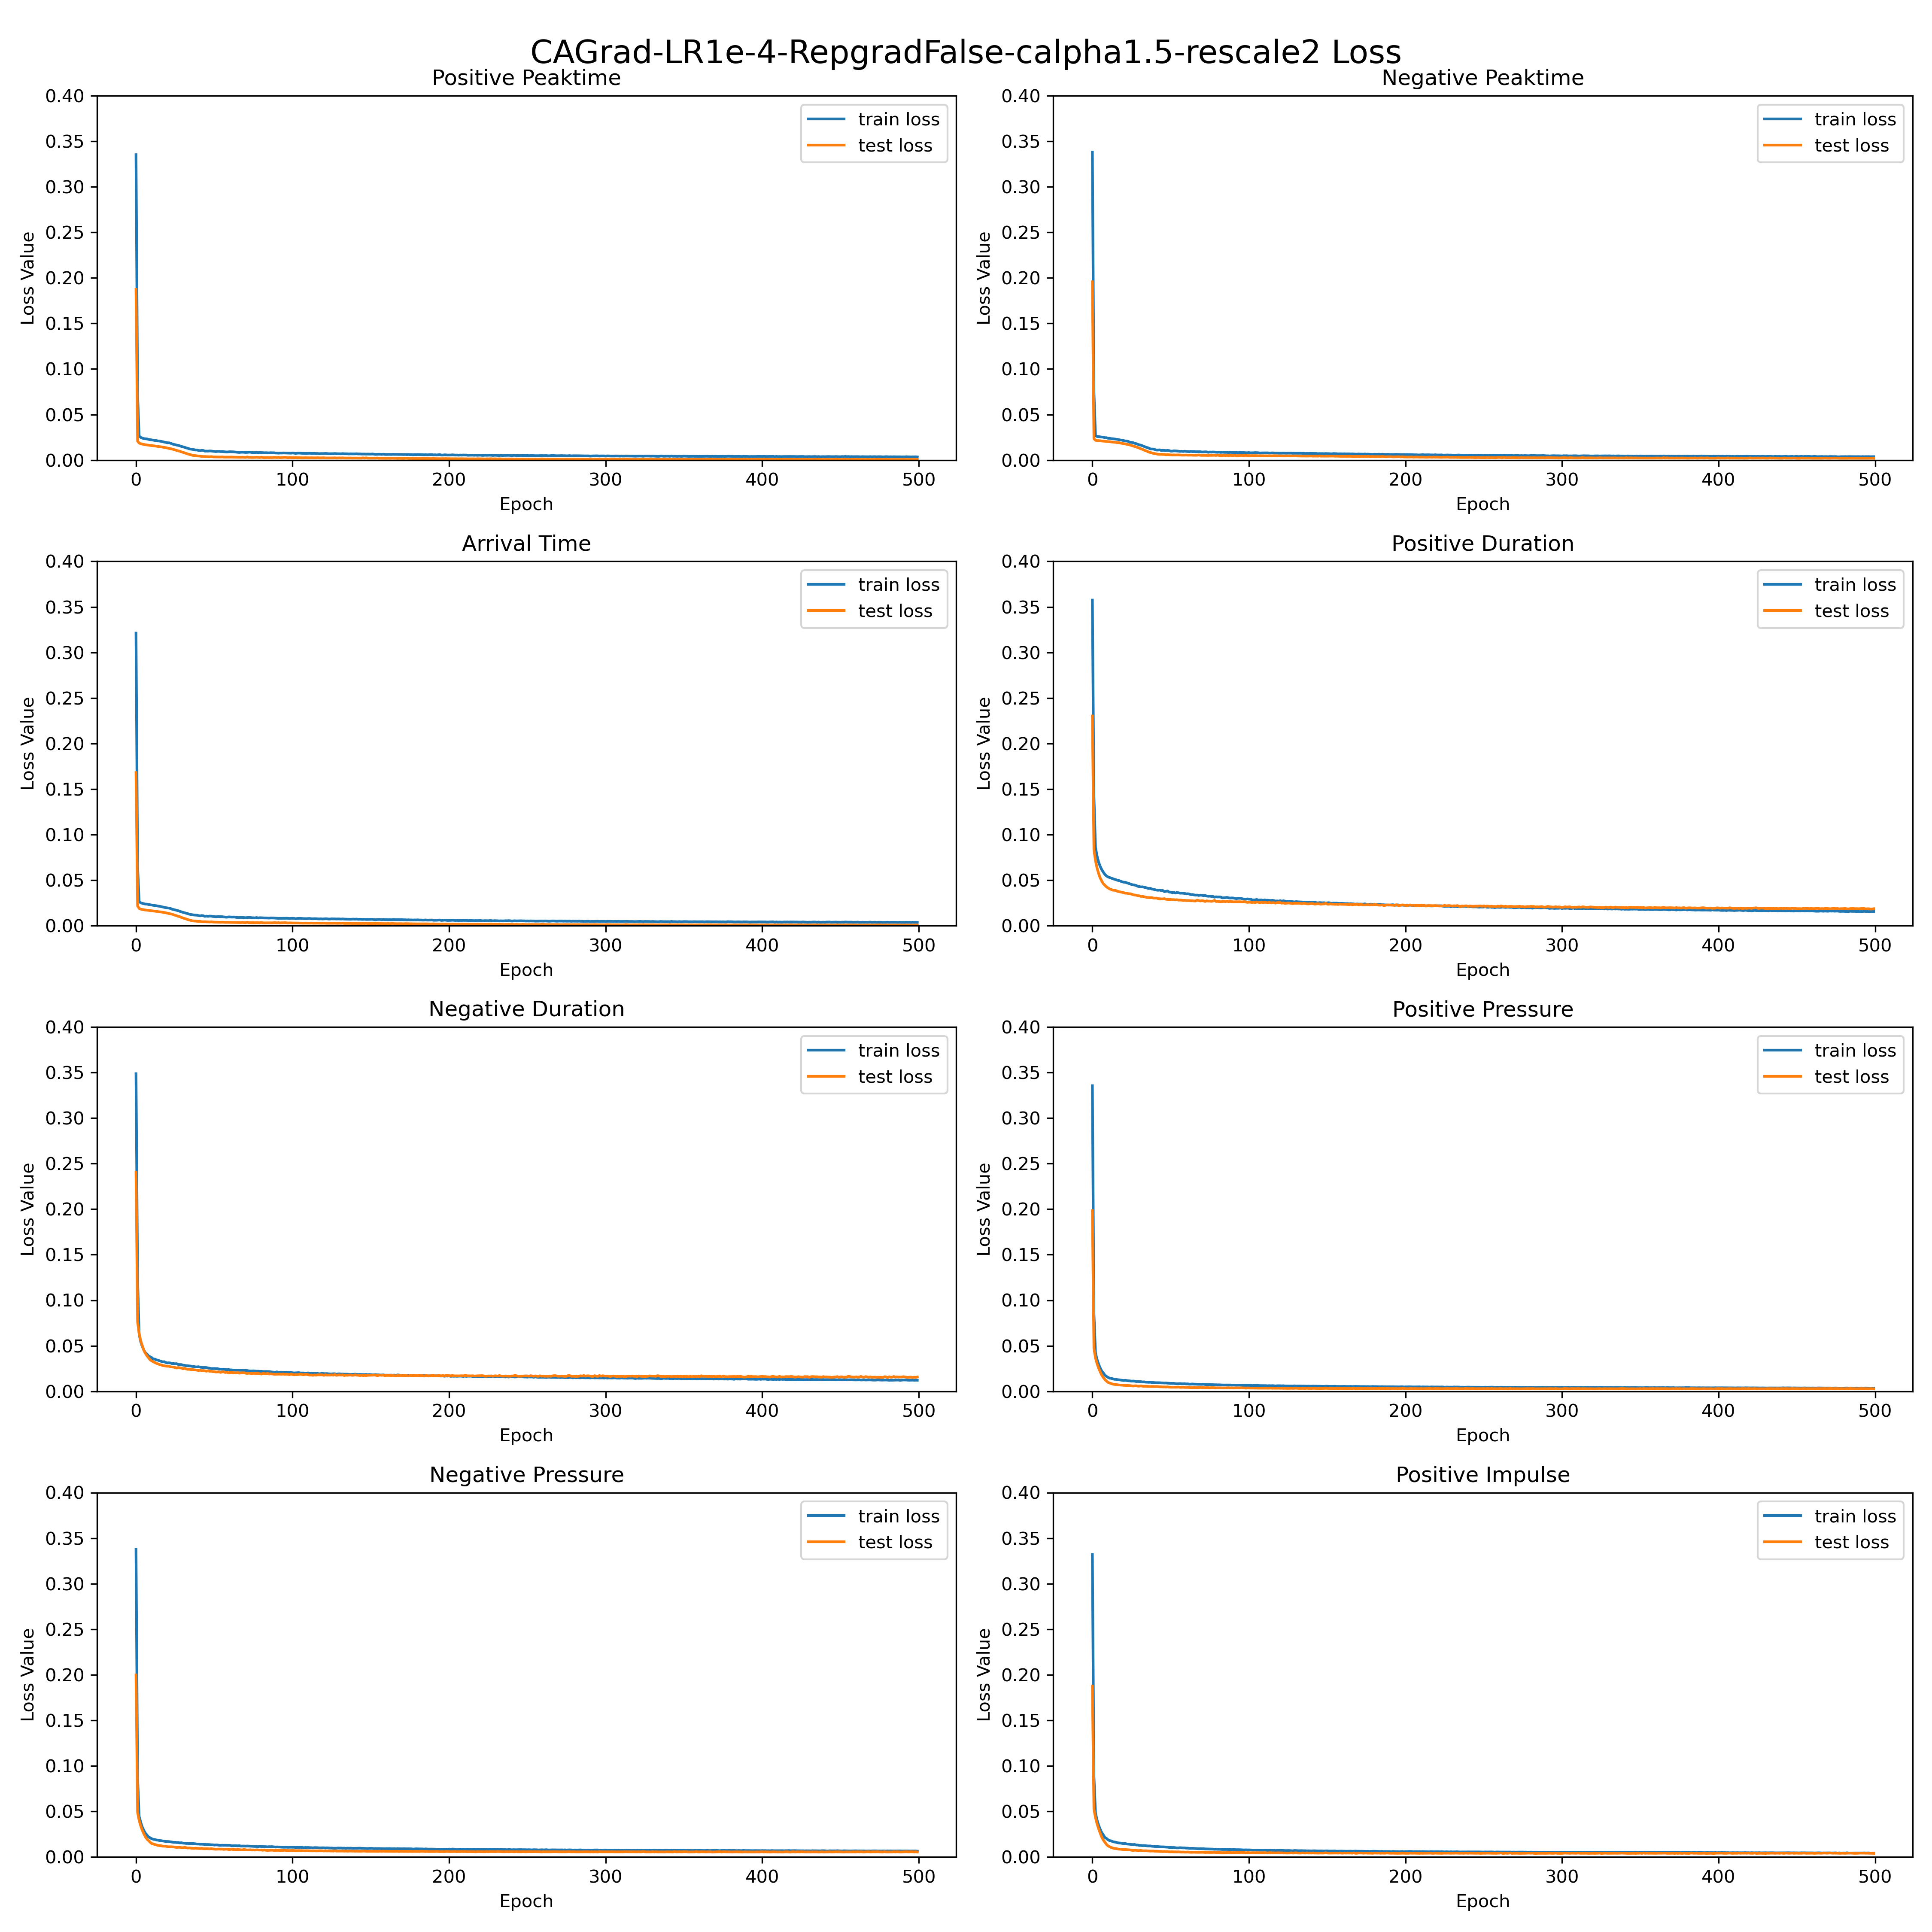 CAGrad-LR1e-4-RepgradFalse-calpha1.5-rescale2 Loss
Positive Peaktime
0.40
0.35
0.30
0.25
0.20
0.15
0.10
0.05
0.00
Loss Value
0 100 200 300 400 500
Epoch
train loss
test loss
Negative Peaktime
0.40
0.35
0.30
0.25
0.20
0.15
0.10
0.05
0.00
Loss Value
0 100 200 300 400 500
Epoch
train loss
test loss
Arrival Time
0.40
0.35
0.30
0.25
0.20
0.15
0.10
0.05
0.00
Loss Value
0 100 200 300 400 500
Epoch
train loss
test loss
Positive Duration
0.40
0.35
0.30
0.25
0.20
0.15
0.10
0.05
0.00
Loss Value
0 100 200 300 400 500
Epoch
train loss
test loss
Negative Duration
0.40
0.35
0.30
0.25
0.20
0.15
0.10
0.05
0.00
Loss Value
0 100 200 300 400 500
Epoch
train loss
test loss
Positive Pressure
0.40
0.35
0.30
0.25
0.20
0.15
0.10
0.05
0.00
Loss Value
0 100 200 300 400 500
Epoch
train loss
test loss
Negative Pressure
0.40
0.35
0.30
0.25
0.20
0.15
0.10
0.05
0.00
Loss Value
0 100 200 300 400 500
Epoch
train loss
test loss
Positive Impulse
0.40
0.35
0.30
0.25
0.20
0.15
0.10
0.05
0.00
Loss Value
0 100 200 300 400 500
Epoch
train loss
test loss